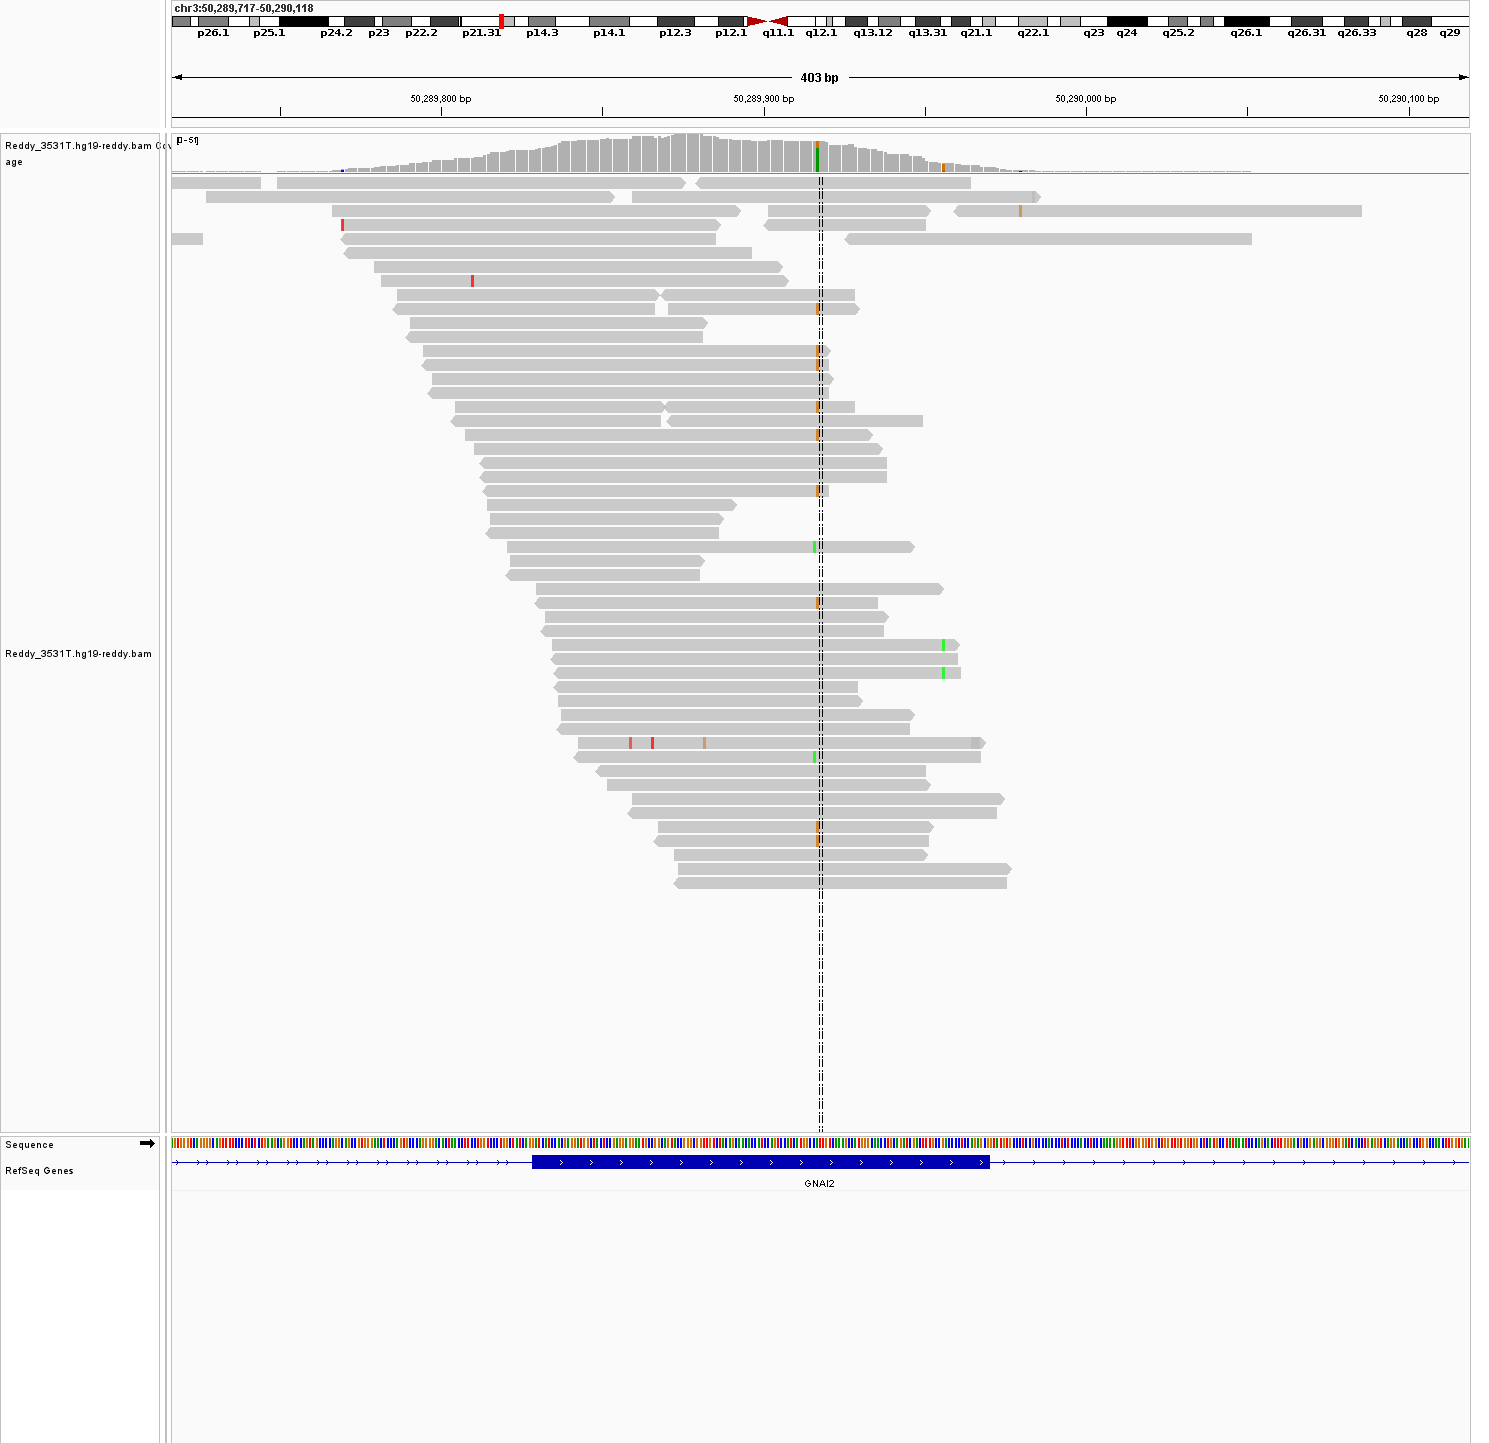 chr3:50,289,717-50,290,118
p26.1 p25.1 p24.2 p23 p22.2 p21.31 p14.3 p14.1 p12.3 p12.1 q11.1 q12.1 q13.12 q13.31 q21.1 q22.1 q23 q24 q25.2 q26.1 q26.31 q26.33 q28 q29
403 bp
50,289,800 bp 50,289,900 bp 50,290,000 bp 50,290,100 bp
Reddy_3531T.hg19-reddy.bam Cov
age
[0-51]
Reddy_3531T.hg19-reddy.bam
Sequence
RefSeq Genes
GNAI2